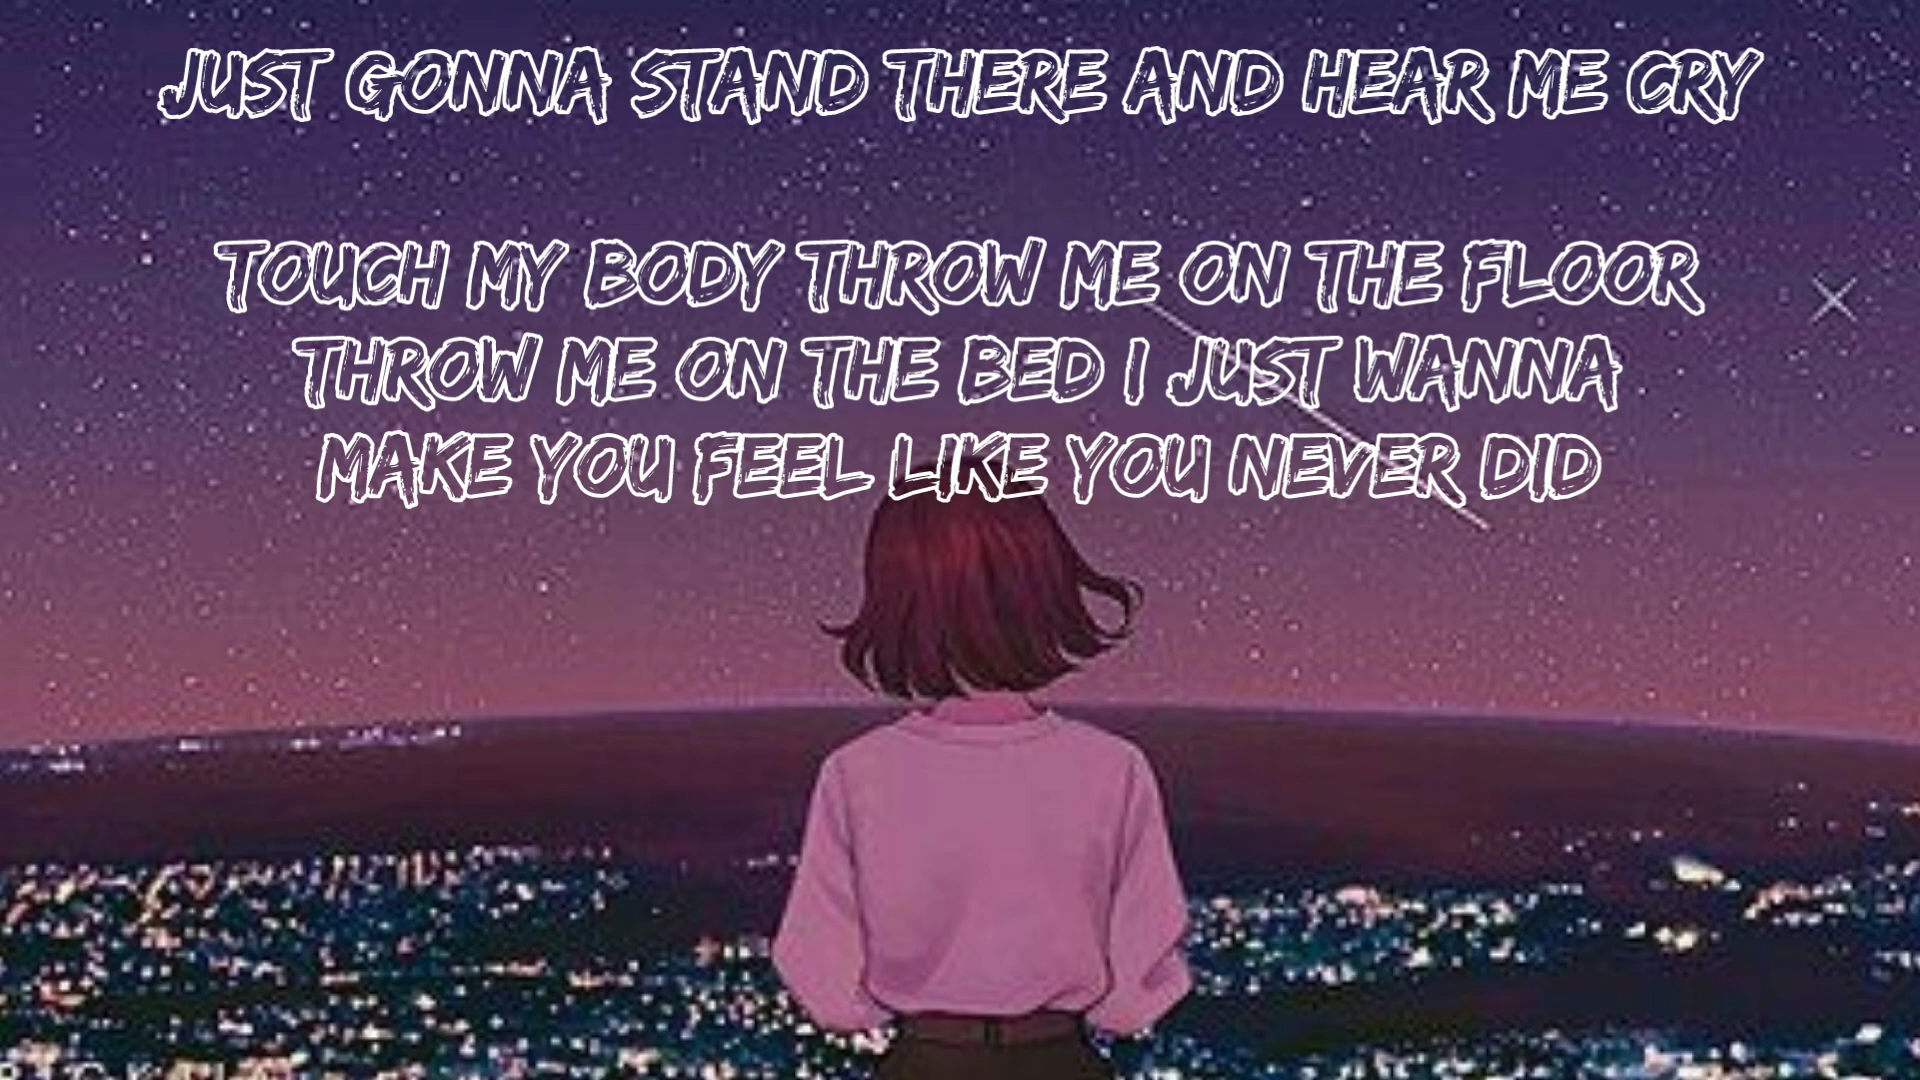 JUST GONNA STAND THERE AND HEAR ME CRY
TOUCH MY BODY THROW ME ON THE FLOOR
THROW ME ON THE BED I JUST WANNA
MAKE YOU FEEL LIKE YOU NEVER DID